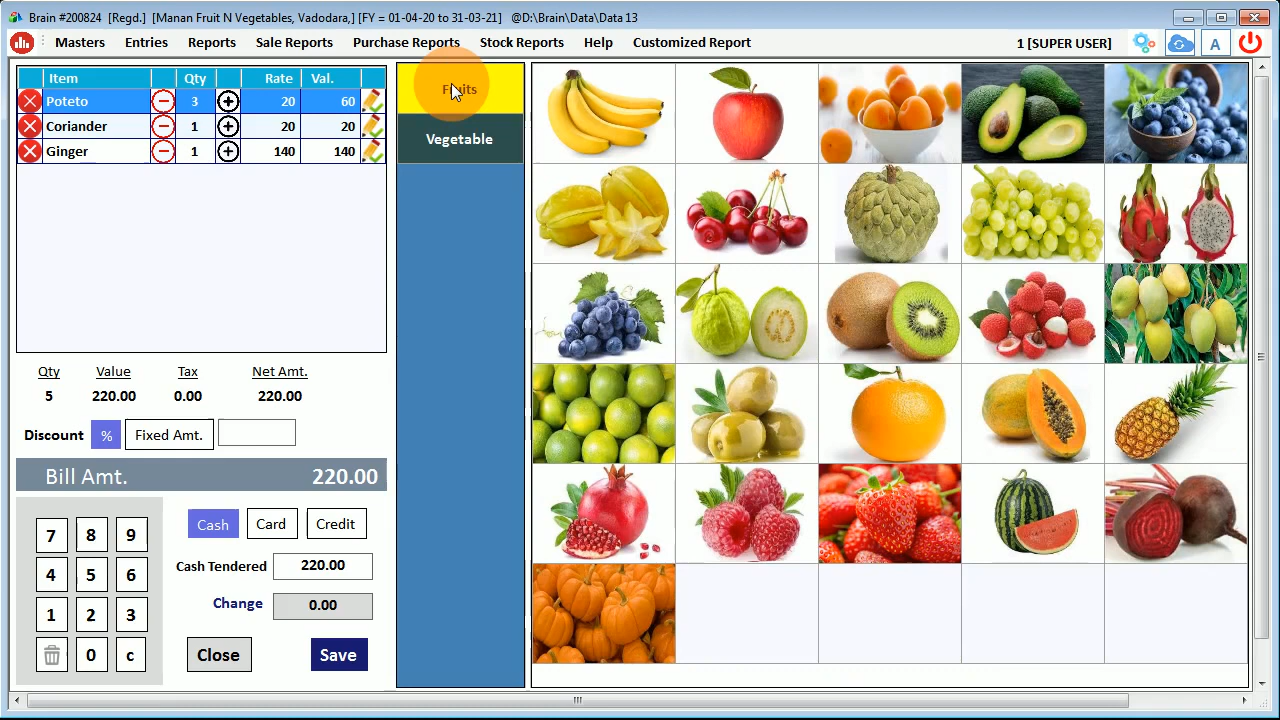 Brain #200824 [Regd.] [Manan Fruit N Vegetables, Vadodara,] [FY = 01-04-20 to 31-03-21] @D:\Brain\Data\Data 13
Masters Entries Reports Sale Reports Purchase Reports Stock Reports Help Customized Report 1 [SUPER USER] A
Item Qty Rate Val.
Poteto 3 20 60
Coriander 1 20 20
Ginger 1 140 140
Fruits
Vegetable
Qty Value Tax Net Amt.
5 220.00 0.00 220.00
Discount % Fixed Amt.
Bill Amt. 220.00
7 8 9
4 5 6
1 2 3
0 c
Cash Card Credit
Cash Tendered 220.00
Change 0.00
Close Save